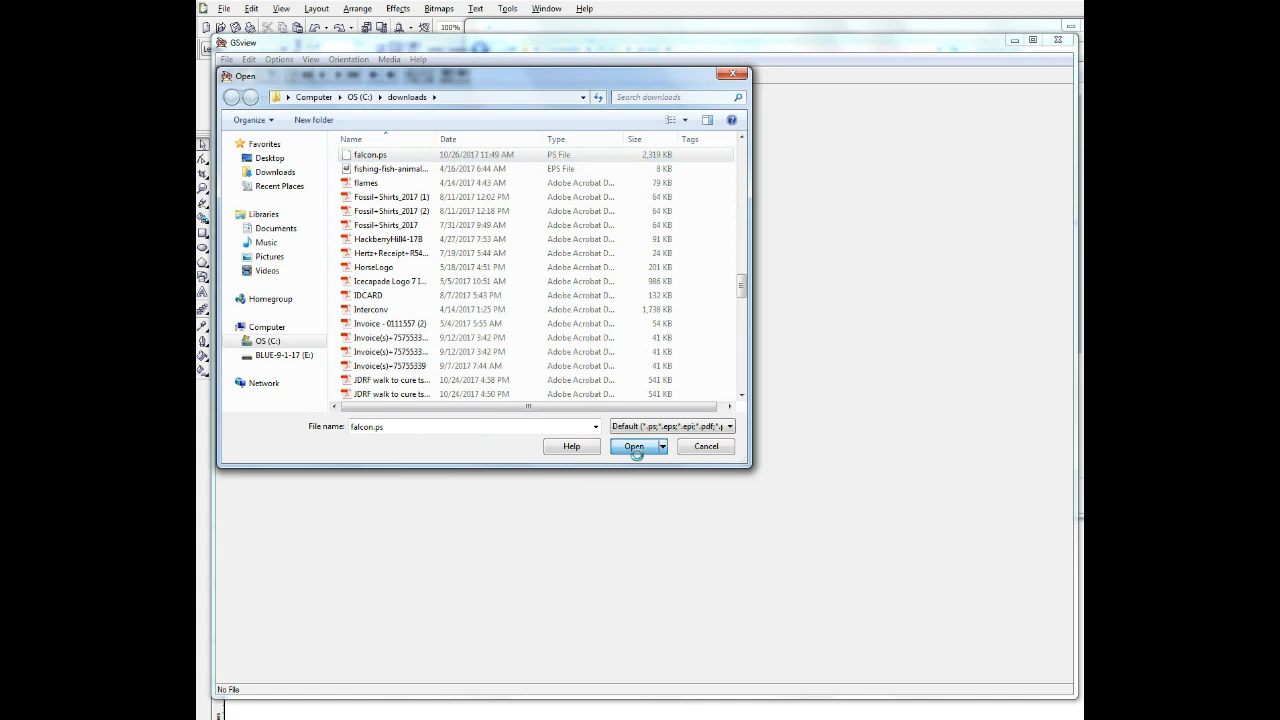 File Edit View Layout Arrange Effects Bitmaps Text Tools Window Help
100%
GSview
File Edit Options View Orientation Media Help
Open
Computer OS (C:) downloads
Search downloads
Organize New folder
Name Date Type Size Tags
Favorites
Desktop
Downloads
Recent Places
Libraries
Documents
Music
Pictures
Videos
Homegroup
Computer
OS (C:)
BLUE-9-1-17 (E:)
Network
falcon.ps 10/26/2017 11:49 AM PS File 2,319 KB
fishing-fish-animal... 4/16/2017 6:44 AM EPS File 8 KB
flames 4/14/2017 4:43 AM Adobe Acrobat D... 79 KB
Fossil+Shirts_2017 (1) 8/11/2017 12:02 PM Adobe Acrobat D... 64 KB
Fossil+Shirts_2017 (2) 8/11/2017 12:18 PM Adobe Acrobat D... 64 KB
Fossil+Shirts_2017 7/31/2017 9:49 AM Adobe Acrobat D... 64 KB
HackberryHill4-17B 4/27/2017 7:53 AM Adobe Acrobat D... 91 KB
Hertz+Receipt+R54... 7/19/2017 5:44 AM Adobe Acrobat D... 24 KB
HorseLogo 5/18/2017 4:51 PM Adobe Acrobat D... 201 KB
Icecapade Logo 7 I... 5/5/2017 10:51 AM Adobe Acrobat D... 986 KB
IDCARD 8/7/2017 5:43 PM Adobe Acrobat D... 132 KB
Interconv 4/14/2017 1:25 PM Adobe Acrobat D... 1,738 KB
Invoice - 0111557 (2) 5/4/2017 5:55 AM Adobe Acrobat D... 54 KB
Invoice(s)+7575533... 9/12/2017 3:42 PM Adobe Acrobat D... 41 KB
Invoice(s)+7575533... 9/12/2017 3:42 PM Adobe Acrobat D... 41 KB
Invoice(s)+75755339 9/7/2017 7:44 AM Adobe Acrobat D... 41 KB
JDRF walk to cure ts... 10/24/2017 4:58 PM Adobe Acrobat D... 541 KB
JDRF walk to cure ts... 10/24/2017 4:50 PM Adobe Acrobat D... 541 KB
File name: falcon.ps Default (*.ps;*.eps;*.epi;*.pdf;*.p
Help Open Cancel
No File